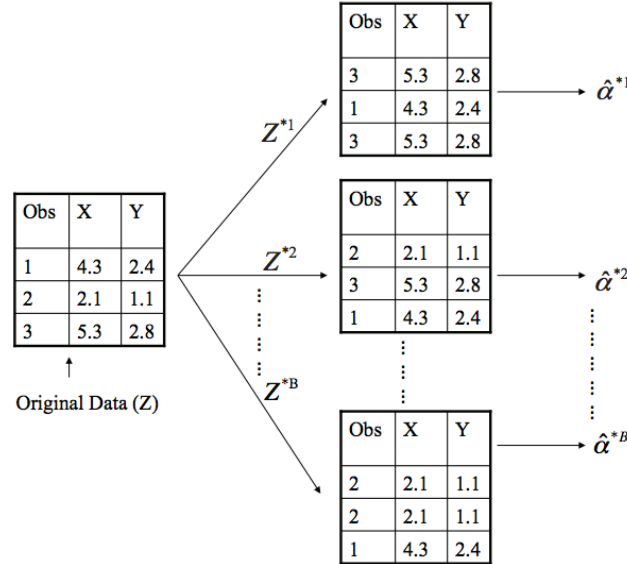 Obs X Y
3 5.3 2.8
1 4.3 2.4
3 5.3 2.8
α̂*1
Z*1
Obs X Y
1 4.3 2.4
2 2.1 1.1
3 5.3 2.8
Original Data (Z)
Z*2
Obs X Y
2 2.1 1.1
3 5.3 2.8
1 4.3 2.4
α̂*2
Z*B
Obs X Y
2 2.1 1.1
2 2.1 1.1
1 4.3 2.4
α̂*B